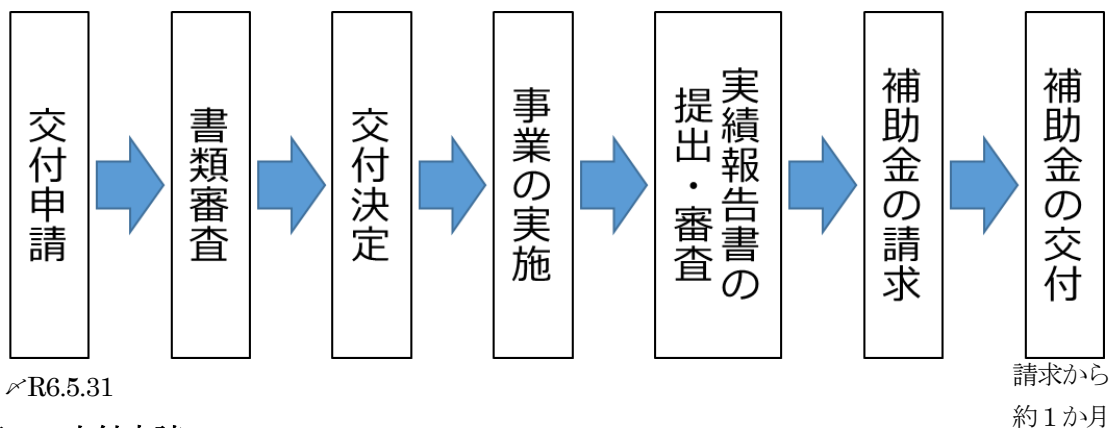 交付申請
書類審査
交付決定
事業の実施
実績報告書の
提出・審査
補助金の請求
補助金の交付
〆R6.5.31
請求から
約１か月